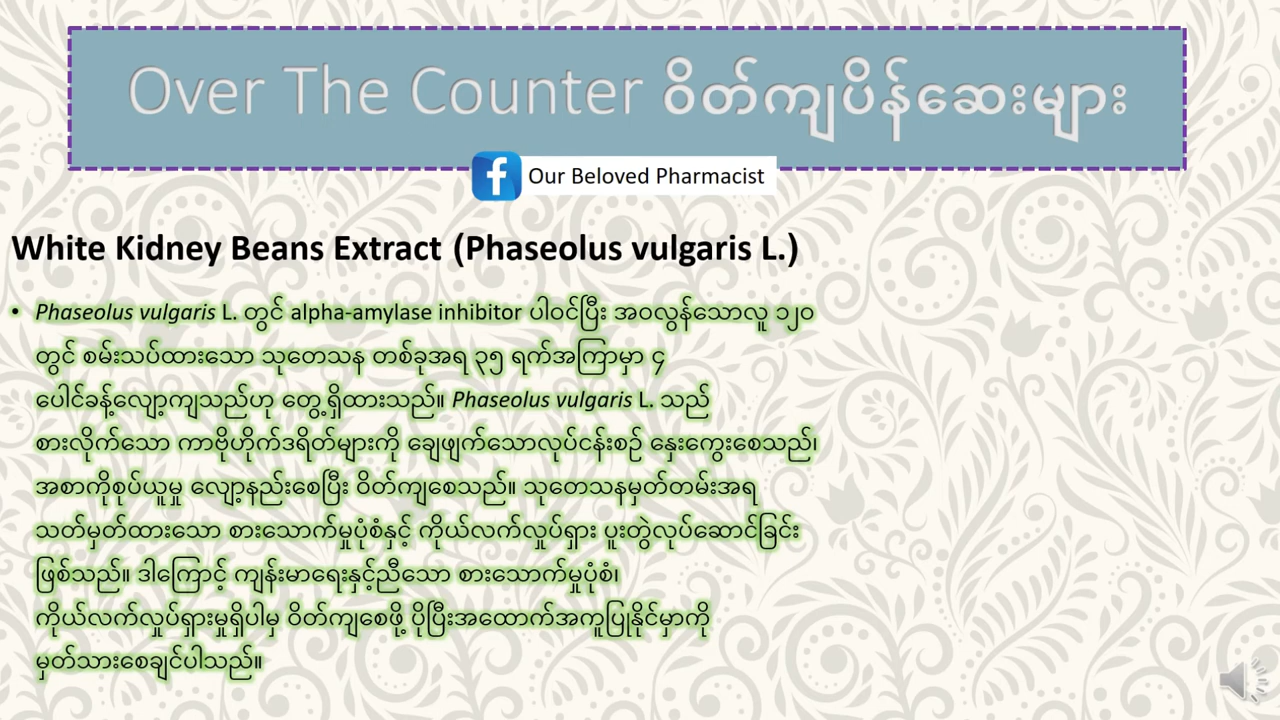 Over The Counter ဝိတ်ကျပိန်ဆေးများ
Our Beloved Pharmacist
White Kidney Beans Extract (Phaseolus vulgaris L.)
• Phaseolus vulgaris L. တွင် alpha-amylase inhibitor ပါဝင်ပြီး အဝလွန်သောလူ ၁၂၀
တွင် စမ်းသပ်ထားသော သုတေသန တစ်ခုအရ ၃၅ ရက်အကြာမှာ ၄
ပေါင်ခန့်လျော့ကျသည်ဟု တွေ့ရှိထားသည်။ Phaseolus vulgaris L. သည်
စားလိုက်သော ကာဗိုဟိုက်ဒရိတ်များကို ချေဖျက်သောလုပ်ငန်းစဉ် နှေးကွေးစေသည်၊
အစာကိုစုပ်ယူမှု လျော့နည်းစေပြီး ဝိတ်ကျစေသည်။ သုတေသနမှတ်တမ်းအရ
သတ်မှတ်ထားသော စားသောက်မှုပုံစံနှင့် ကိုယ်လက်လှုပ်ရှား ပူးတွဲလုပ်ဆောင်ခြင်း
ဖြစ်သည်။ ဒါကြောင့် ကျန်းမာရေးနှင့်ညီသော စားသောက်မှုပုံစံ၊
ကိုယ်လက်လှုပ်ရှားမှုရှိပါမှ ဝိတ်ကျစေဖို့ ပိုပြီးအထောက်အကူပြုနိုင်မှာကို
မှတ်သားစေချင်ပါသည်။